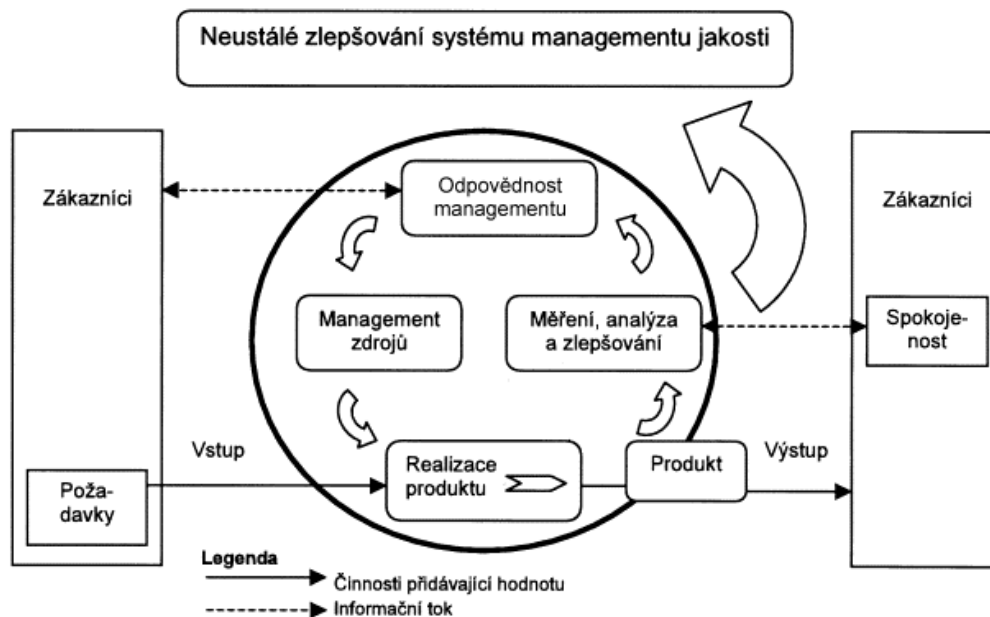 Neustálé zlepšování systému managementu jakosti
Zákazníci
Odpovědnost
managementu
Zákazníci
Management
zdrojů
Měření, analýza
a zlepšování
Spokoje-
nost
Vstup
Realizace
produktu
Produkt
Výstup
Poža-
davky
Legenda
Činnosti přidávající hodnotu
Informační tok